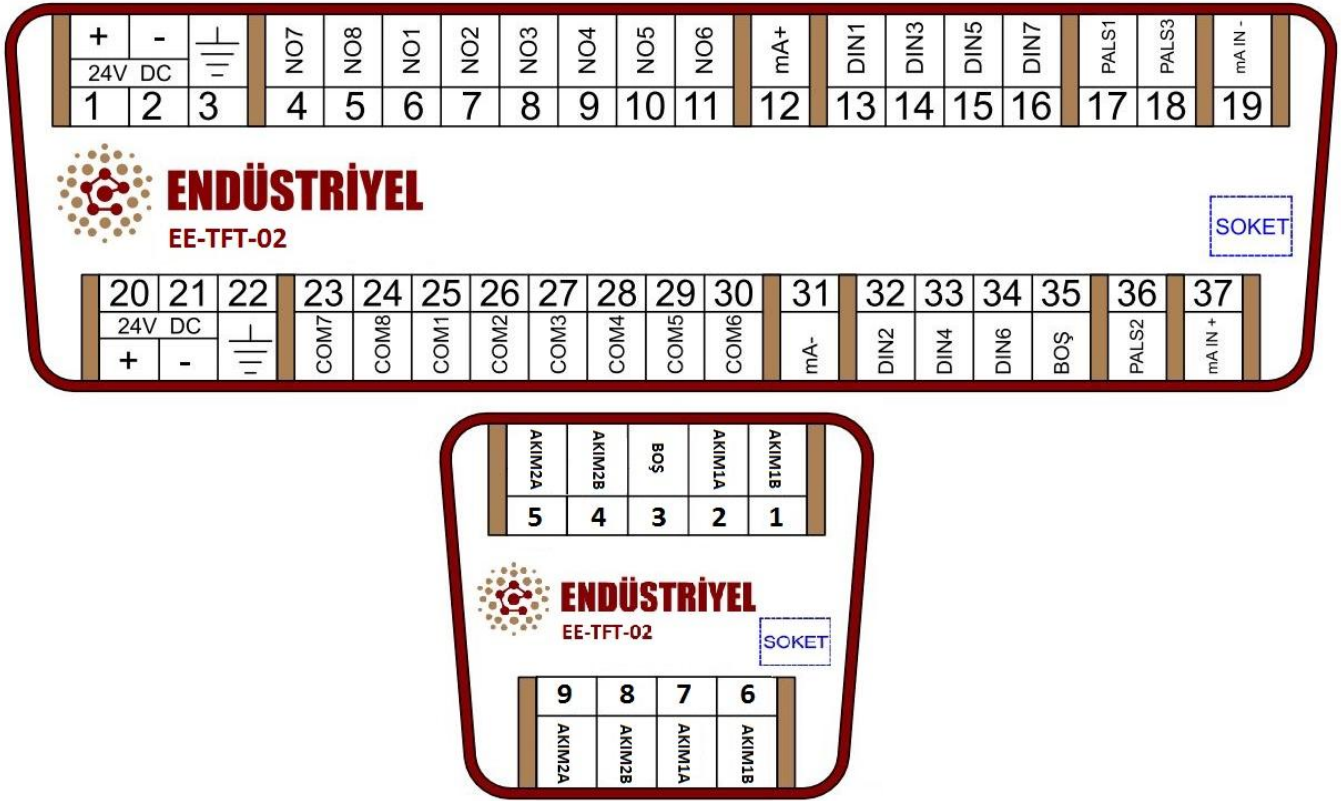 + - NO7 NO8 NO1 NO2 NO3 NO4 NO5 NO6 mA+ DIN1 DIN3 DIN5 DIN7 PALS1 PALS3 mA IN -
24V DC
1 2 3 4 5 6 7 8 9 10 11 12 13 14 15 16 17 18 19
ENDÜSTRİYEL
EE-TFT-02
SOKET
20 21 22 23 24 25 26 27 28 29 30 31 32 33 34 35 36 37
24V DC COM7 COM8 COM1 COM2 COM3 COM4 COM5 COM6 mA- DIN2 DIN4 DIN6 BOŞ PALS2 mA IN +
+ -
AKIM2A AKIM2B BOŞ AKIM1A AKIM1B
5 4 3 2 1
ENDÜSTRİYEL
EE-TFT-02
SOKET
9 8 7 6
AKIM2A AKIM2B AKIM1A AKIM1B